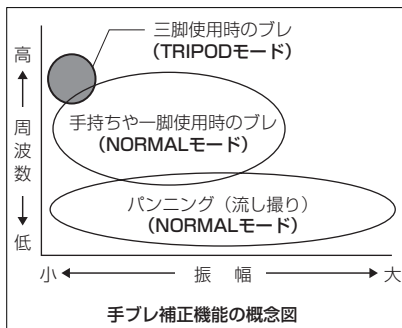 三脚使用時のブレ
(TRIPODモード)
高
周波数
低
手持ちや一脚使用時のブレ
(NORMALモード)
パンニング（流し撮り）
(NORMALモード)
小 振幅 大
手ブレ補正機能の概念図